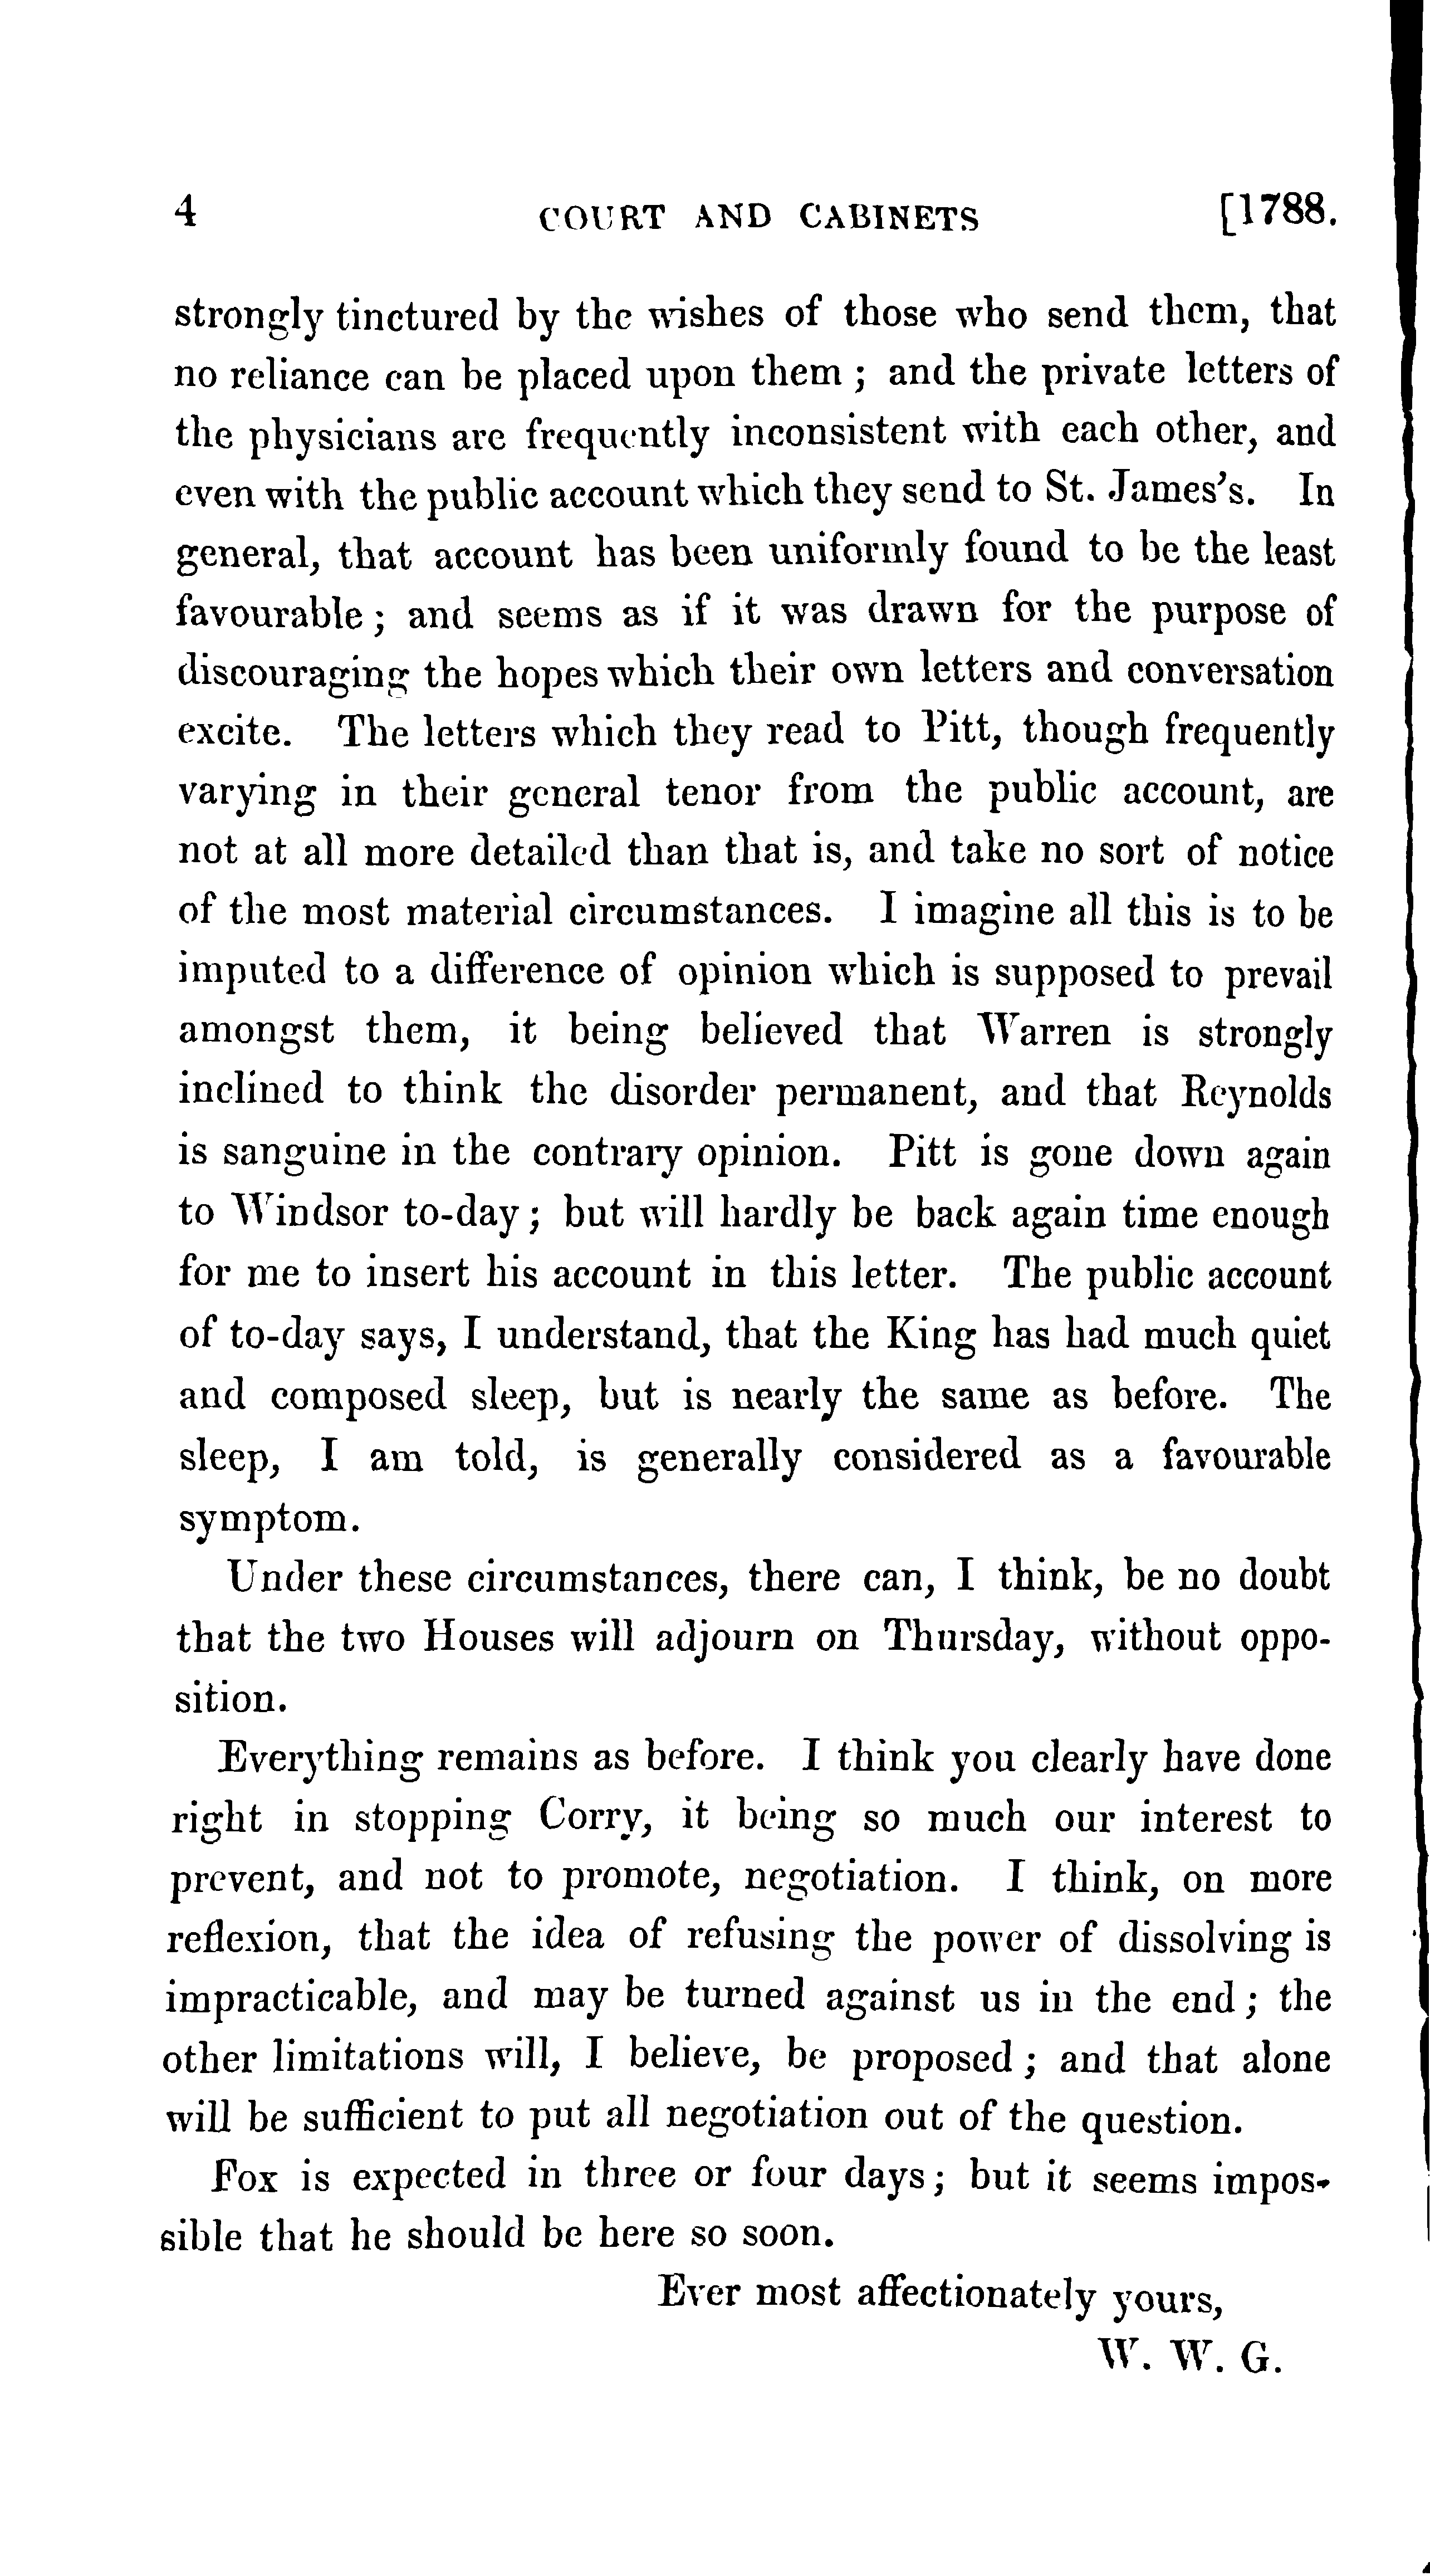 4 COURT AND CABINETS [1788.
strongly tinctured by the wishes of those who send them, that
no reliance can be placed upon them ; and the private letters of
the physicians are frequently inconsistent with each other, and
even with the public account which they send to St. James's. In
general, that account has been uniformly found to be the least
favourable ; and seems as if it was drawn for the purpose of
discouraging the hopes which their own letters and conversation
excite. The letters which they read to Pitt, though frequently
varying in their general tenor from the public account, are
not at all more detailed than that is, and take no sort of notice
of the most material circumstances. I imagine all this is to be
imputed to a difference of opinion which is supposed to prevail
amongst them, it being believed that Warren is strongly
inclined to think the disorder permanent, and that Reynolds
is sanguine in the contrary opinion. Pitt is gone down again
to Windsor to-day ; but will hardly be back again time enough
for me to insert his account in this letter. The public account
of to-day says, I understand, that the King has had much quiet
and composed sleep, but is nearly the same as before. The
sleep, I am told, is generally considered as a favourable
symptom.
Under these circumstances, there can, I think, be no doubt
that the two Houses will adjourn on Thursday, without oppo-
sition.
Everything remains as before. I think you clearly have done
right in stopping Corry, it being so much our interest to
prevent, and not to promote, negotiation. I think, on more
reflexion, that the idea of refusing the power of dissolving is
impracticable, and may be turned against us in the end ; the
other limitations will, I believe, be proposed ; and that alone
will be sufficient to put all negotiation out of the question.
Fox is expected in three or four days ; but it seems impos-
sible that he should be here so soon.
Ever most affectionately yours,
W. W. G.